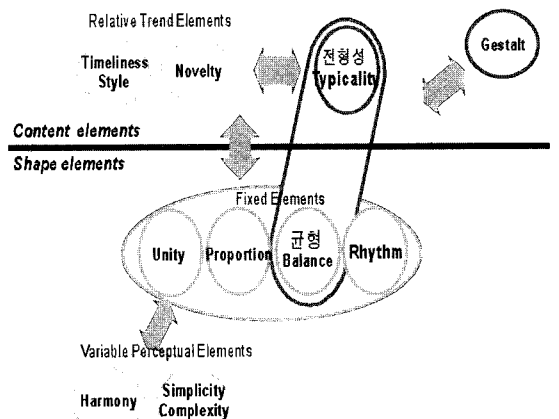 Relative Trend Elements
Timeliness
Style
Novelty
전형성
Typicality
Gestalt
Content elements
Shape elements
Fixed Elements
Unity
Proportion
균형
Balance
Rhythm
Variable Perceptual Elements
Harmony
Simplicity
Complexity